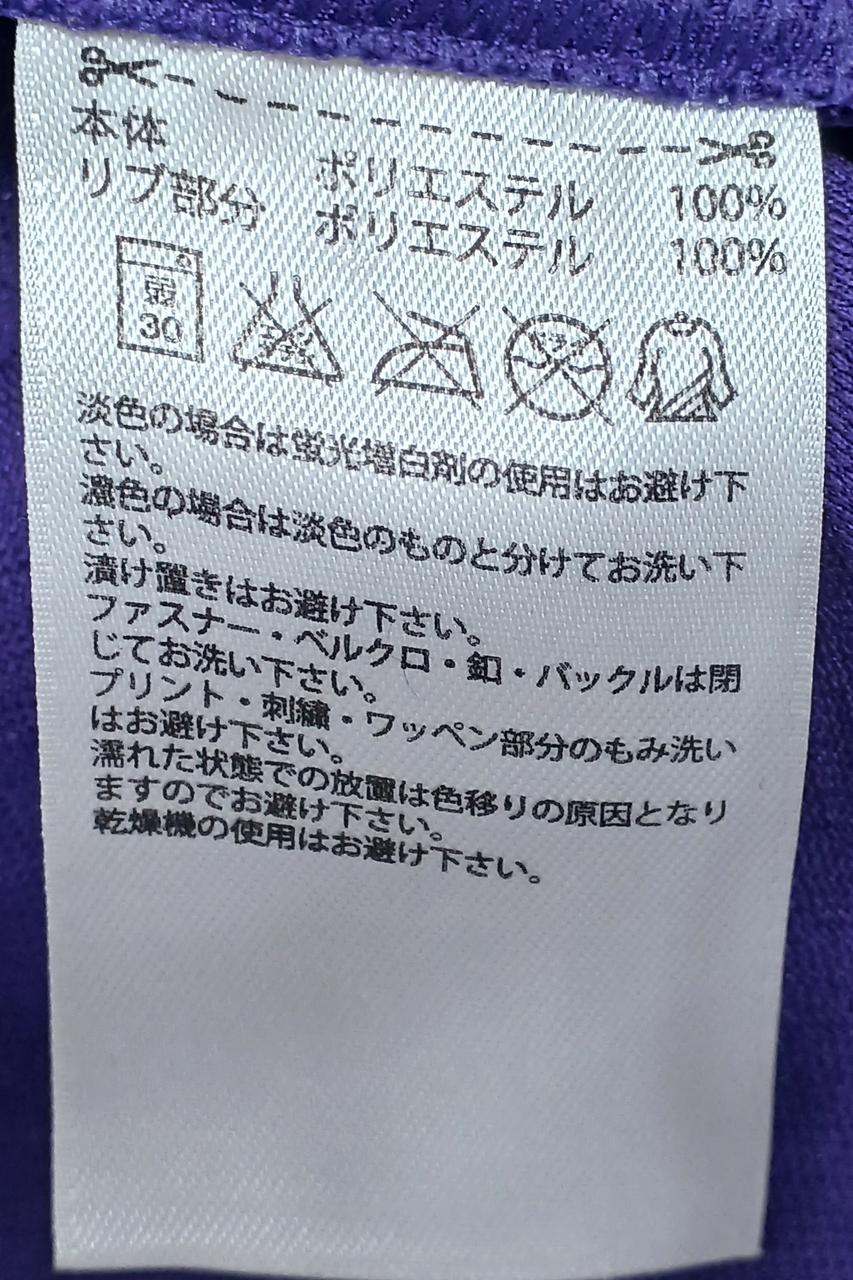 本体 ポリエステル 100%
リブ部分 ポリエステル 100%
弱
30
淡色の場合は蛍光増白剤の使用はお避け下
さい。
濃色の場合は淡色のものと分けてお洗い下
さい。
漬け置きはお避け下さい。
ファスナー・ベルクロ・釦・バックルは閉
じてお洗い下さい。
プリント・刺繍・ワッペン部分のもみ洗い
はお避け下さい。
濡れた状態での放置は色移りの原因となり
ますのでお避け下さい。
乾燥機の使用はお避け下さい。